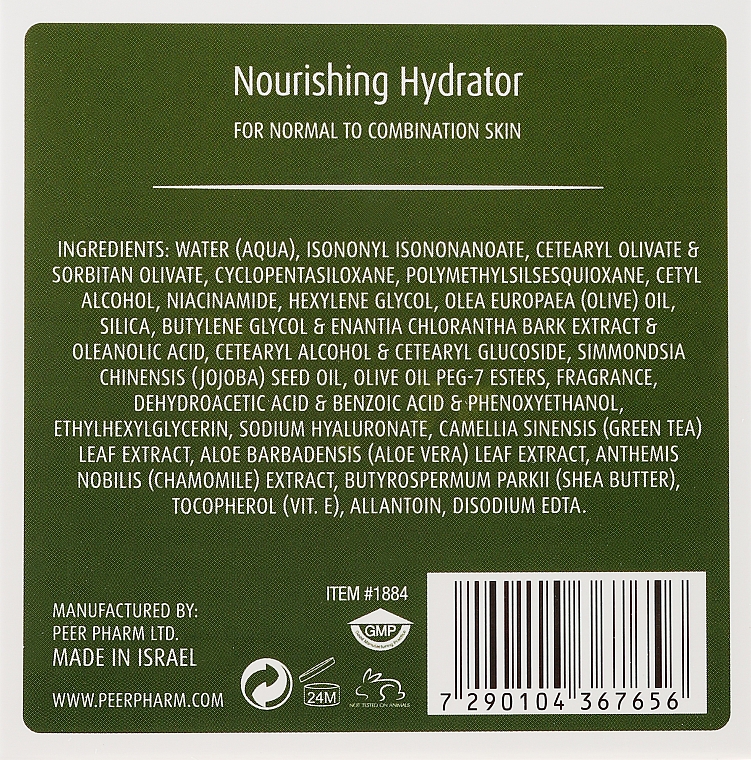 Nourishing Hydrator
FOR NORMAL TO COMBINATION SKIN
INGREDIENTS: WATER (AQUA), ISONONYL ISONONANOATE, CETEARYL OLIVATE &
SORBITAN OLIVATE, CYCLOPENTASILOXANE, POLYMETHYLSILSESQUIOXANE, CETYL
ALCOHOL, NIACINAMIDE, HEXYLENE GLYCOL, OLEA EUROPAEA (OLIVE) OIL,
SILICA, BUTYLENE GLYCOL & ENANTIA CHLORANTHA BARK EXTRACT &
OLEANOLIC ACID, CETEARYL ALCOHOL & CETEARYL GLUCOSIDE, SIMMONDSIA
CHINENSIS (JOJOBA) SEED OIL, OLIVE OIL PEG-7 ESTERS, FRAGRANCE,
DEHYDROACETIC ACID & BENZOIC ACID & PHENOXYETHANOL,
ETHYLHEXYLGLYCERIN, SODIUM HYALURONATE, CAMELLIA SINENSIS (GREEN TEA)
LEAF EXTRACT, ALOE BARBADENSIS (ALOE VERA) LEAF EXTRACT, ANTHEMIS
NOBILIS (CHAMOMILE) EXTRACT, BUTYROSPERMUM PARKII (SHEA BUTTER),
TOCOPHEROL (VIT. E), ALLANTOIN, DISODIUM EDTA.
MANUFACTURED BY:
PEER PHARM LTD.
MADE IN ISRAEL
WWW.PEERPHARM.COM
ITEM #1884
GMP
24M
NOT TESTED ON ANIMALS
7 290104 367656